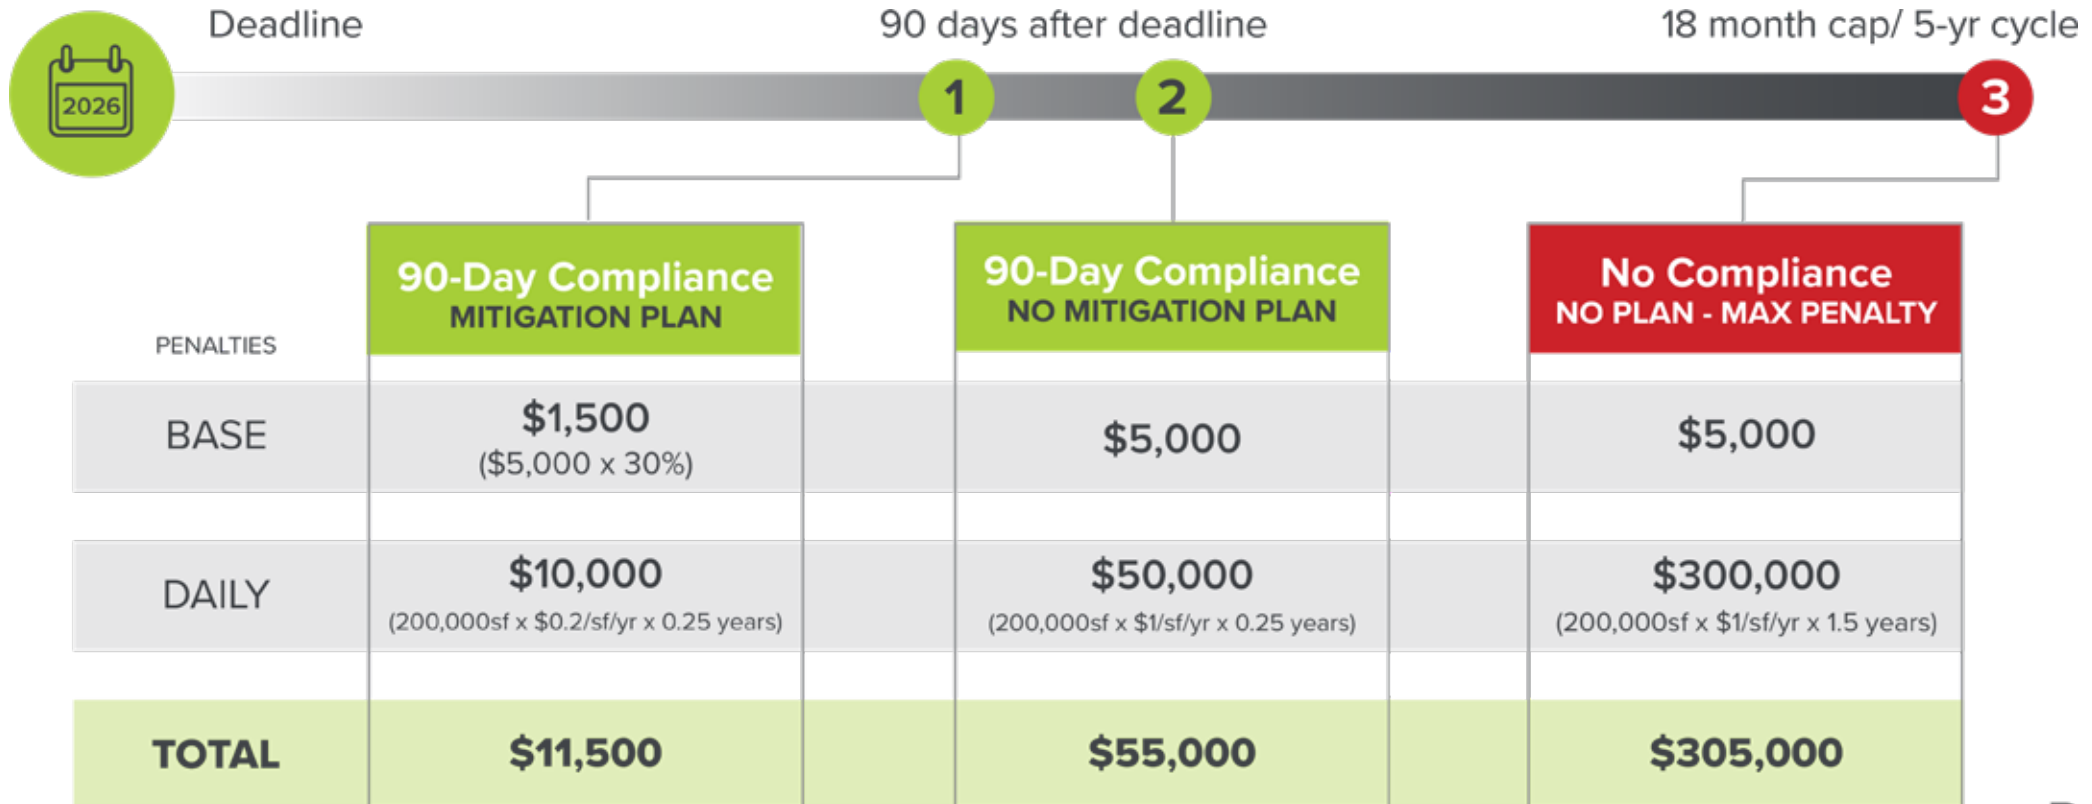 Deadline
90 days after deadline
18 month cap/ 5-yr cycle
2026
1
2
3
90-Day Compliance
MITIGATION PLAN
90-Day Compliance
NO MITIGATION PLAN
No Compliance
NO PLAN - MAX PENALTY
PENALTIES
BASE
$1,500
($5,000 x 30%)
$5,000
$5,000
DAILY
$10,000
(200,000sf x $0.2/sf/yr x 0.25 years)
$50,000
(200,000sf x $1/sf/yr x 0.25 years)
$300,000
(200,000sf x $1/sf/yr x 1.5 years)
TOTAL
$11,500
$55,000
$305,000